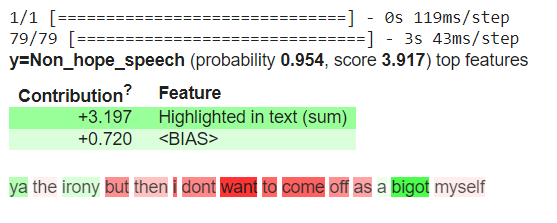 1/1 [==============================] - 0s 119ms/step
79/79 [==============================] - 3s 43ms/step
y=Non_hope_speech (probability 0.954, score 3.917) top features
Contribution? Feature
+3.197 Highlighted in text (sum)
+0.720 <BIAS>
ya the irony but then i dont want to come off as a bigot myself